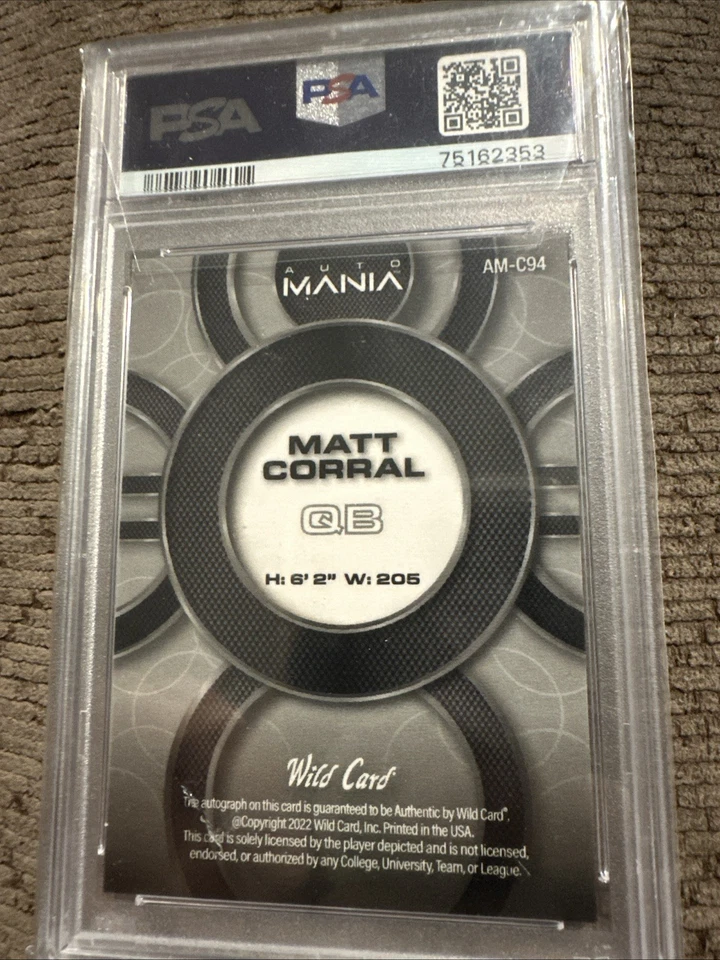 PSA
PSA
75162353
AUTO
MANIA
AM-C94
MATT
CORRAL
QB
H: 6' 2" W: 205
Wild Card
The autograph on this card is guaranteed to be Authentic by Wild Card®.
@Copyright 2022 Wild Card, Inc. Printed in the USA.
This card is solely licensed by the player depicted and is not licensed,
endorsed, or authorized by any College, University, Team, or League.